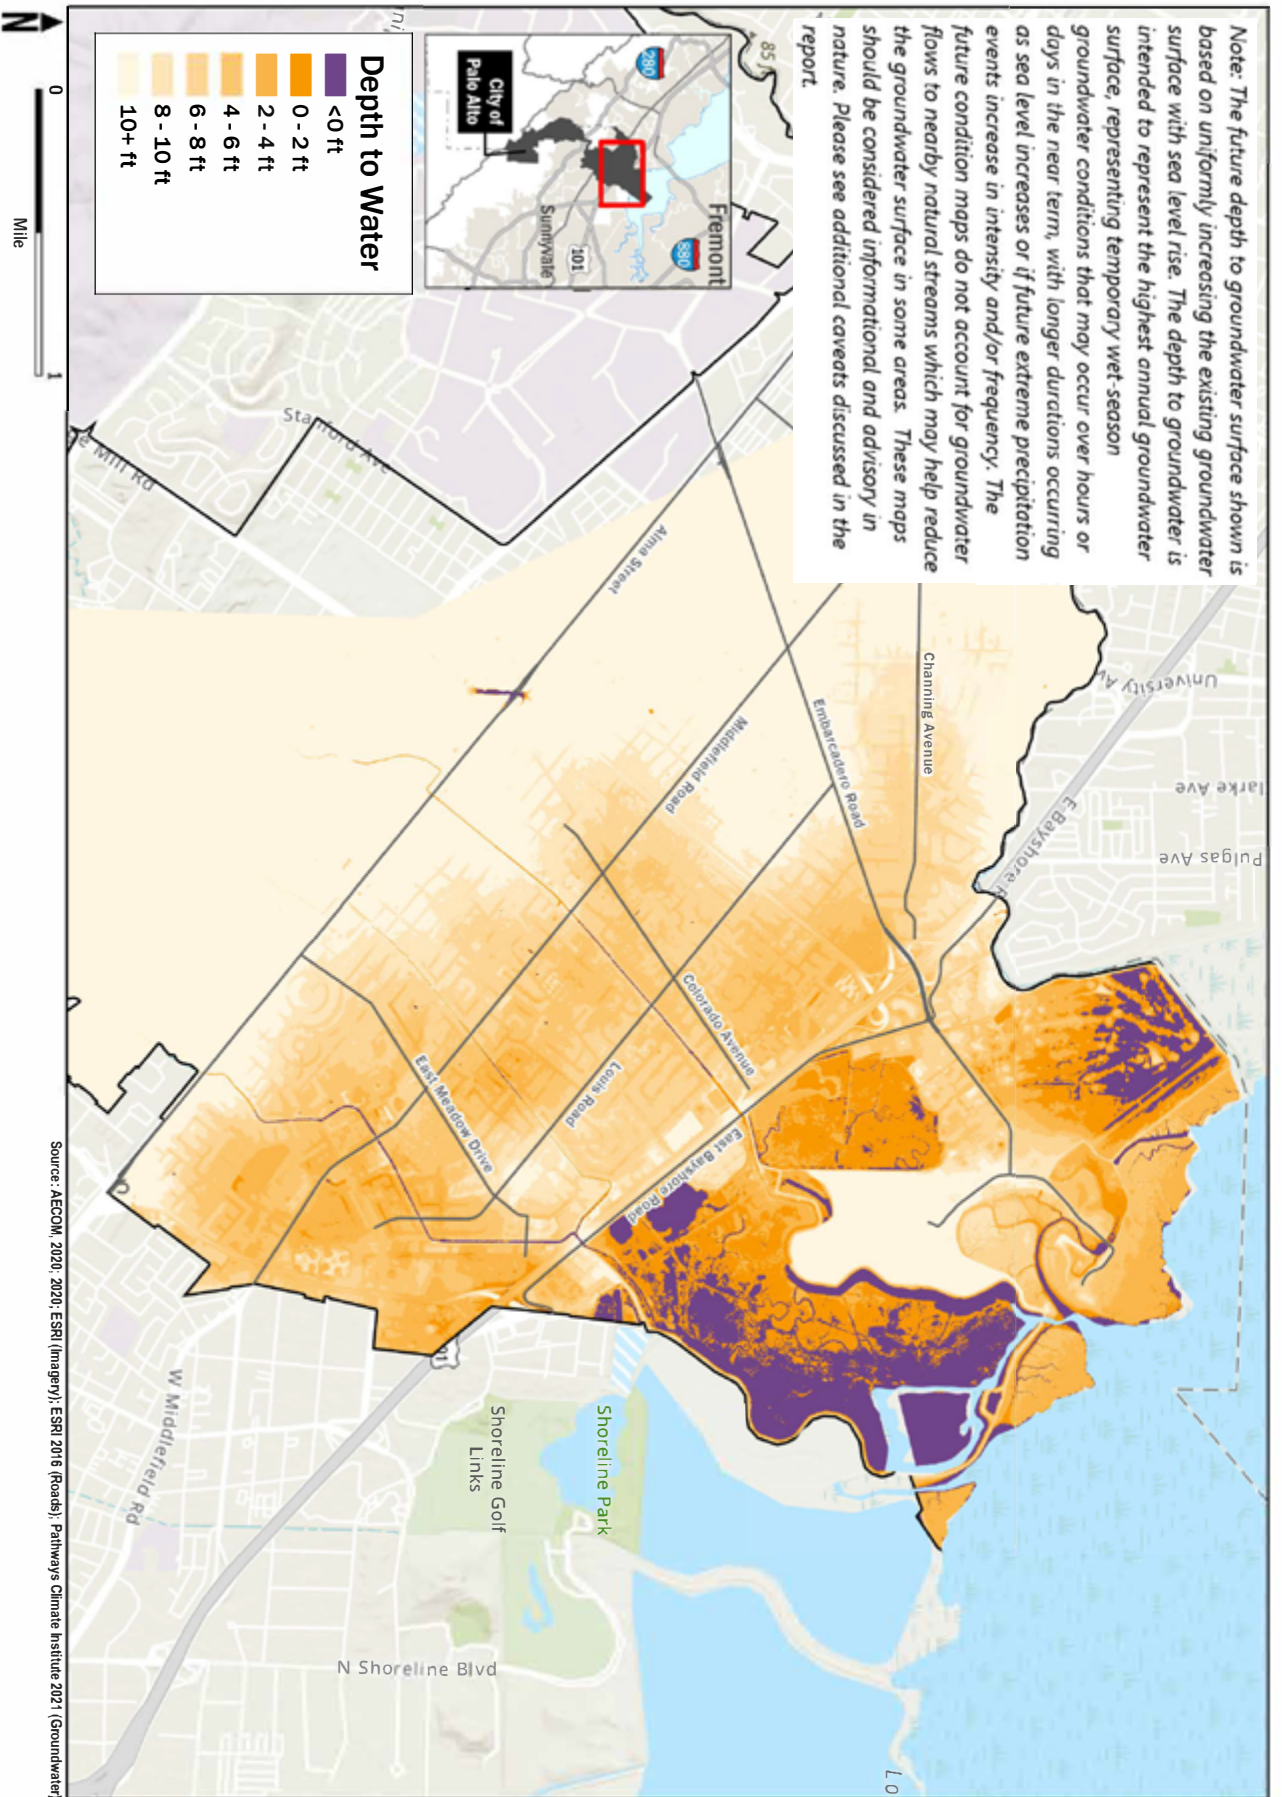 Note: The future depth to groundwater surface shown is
based on uniformly increasing the existing groundwater
surface with sea level rise. The depth to groundwater is
intended to represent the highest annual groundwater
surface, representing temporary wet-season
groundwater conditions that may occur over hours or
days in the near term, with longer durations occurring
as sea level increases or if future extreme precipitation
events increase in intensity and/or frequency. The
future condition maps do not account for groundwater
flows to nearby natural streams which may help reduce
the groundwater surface in some areas. These maps
should be considered informational and advisory in
nature. Please see additional caveats discussed in the
report.
85
280
880
101
Fremont
Sunnyvale
City of
Palo Alto
Depth to Water
<0 ft
0 - 2 ft
2 - 4 ft
4 - 6 ft
6 - 8 ft
8 - 10 ft
10+ ft
N
0
1
Mile
University Av
larke Ave
Pulgas Ave
E Bayshore R
Channing Avenue
Embarcadero Road
Middlefield Road
Alma Street
Stanford Ave
e Mill Rd
Colorado Avenue
Louis Road
East Meadow Drive
East Bayshore Road
101
W Middlefield Rd
Shoreline Park
Shoreline Golf
Links
N Shoreline Blvd
Lo
Source: AECOM, 2020; 2020; ESRI (Imagery); ESRI 2016 (Roads); Pathways Climate Institute 2021 (Groundwater)